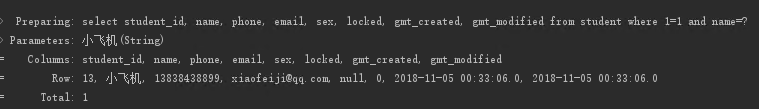 > Preparing: select student_id, name, phone, email, sex, locked, gmt_created, gmt_modified from student where 1=1 and name=?
> Parameters: 小飞机(String)
= Columns: student_id, name, phone, email, sex, locked, gmt_created, gmt_modified
= Row: 13, 小飞机, 13838438899, xiaofeiji@qq.com, null, 0, 2018-11-05 00:33:06.0, 2018-11-05 00:33:06.0
= Total: 1